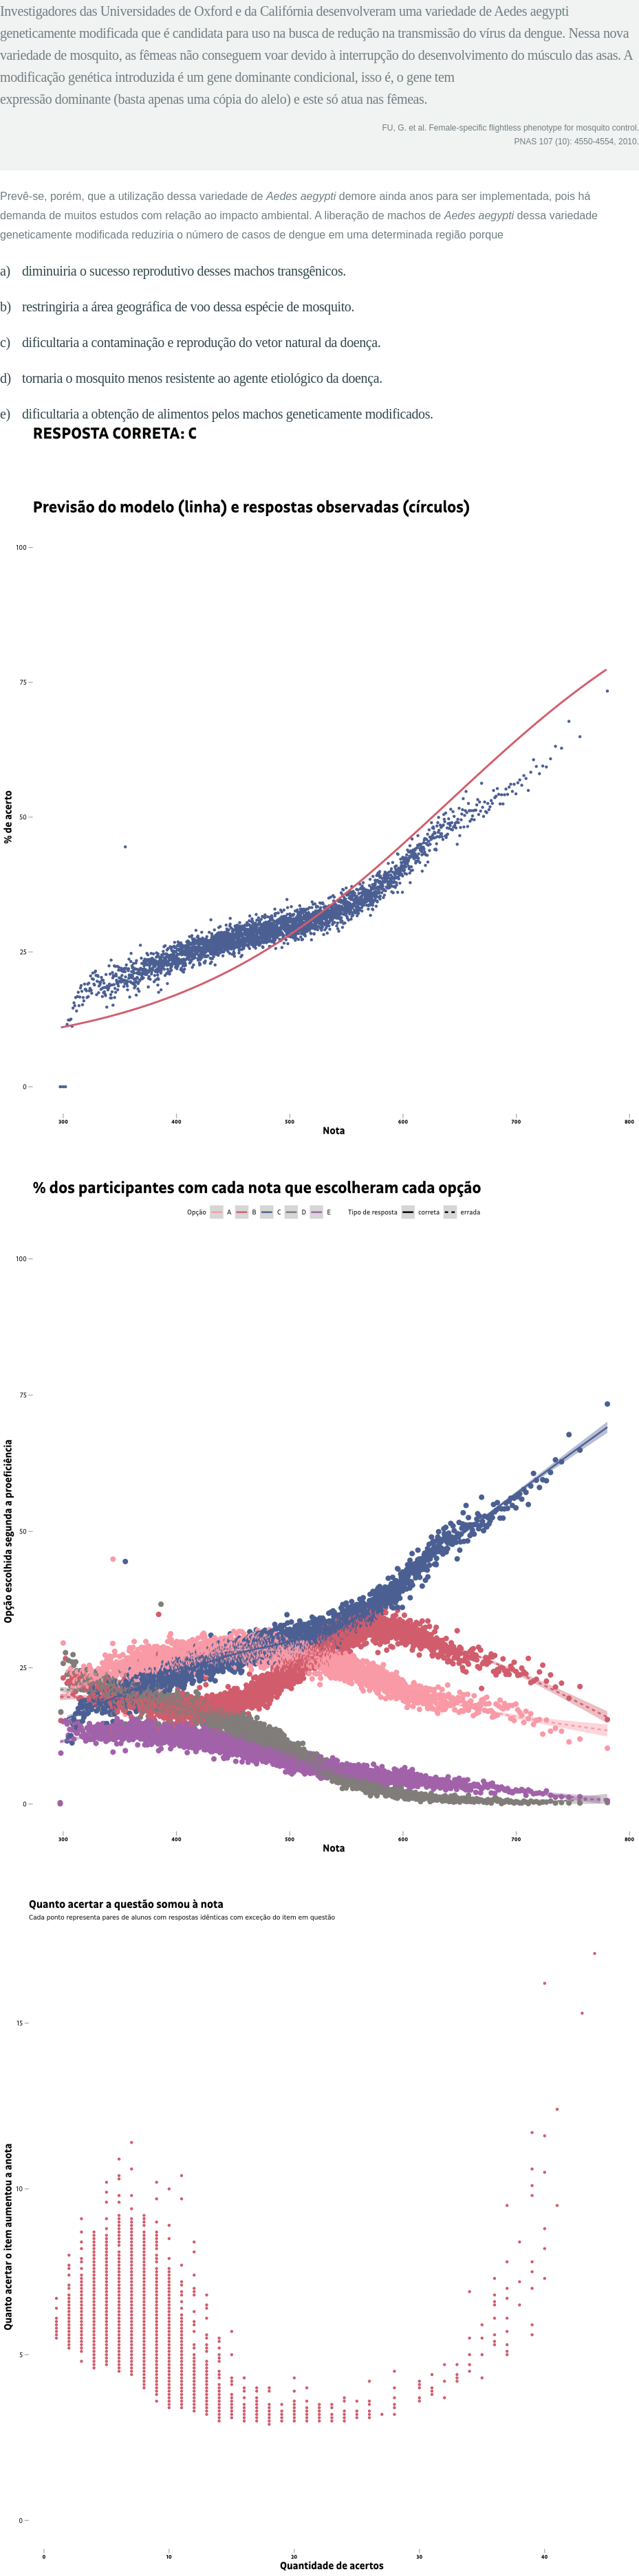 Investigadores das Universidades de Oxford e da Califórnia desenvolveram uma variedade de Aedes aegypti
geneticamente modificada que é candidata para uso na busca de redução na transmissão do vírus da dengue. Nessa nova
variedade de mosquito, as fêmeas não conseguem voar devido à interrupção do desenvolvimento do músculo das asas. A
modificação genética introduzida é um gene dominante condicional, isso é, o gene tem
expressão dominante (basta apenas uma cópia do alelo) e este só atua nas fêmeas.
FU, G. et al. Female-specific flightless phenotype for mosquito control.
PNAS 107 (10): 4550-4554, 2010.
Prevê-se, porém, que a utilização dessa variedade de Aedes aegypti demore ainda anos para ser implementada, pois há
demanda de muitos estudos com relação ao impacto ambiental. A liberação de machos de Aedes aegypti dessa variedade
geneticamente modificada reduziria o número de casos de dengue em uma determinada região porque
a) diminuiria o sucesso reprodutivo desses machos transgênicos.
b) restringiria a área geográfica de voo dessa espécie de mosquito.
c) dificultaria a contaminação e reprodução do vetor natural da doença.
d) tornaria o mosquito menos resistente ao agente etiológico da doença.
e) dificultaria a obtenção de alimentos pelos machos geneticamente modificados.
RESPOSTA CORRETA: C
Previsão do modelo (linha) e respostas observadas (círculos)
100
75
50
25
0
% de acerto
300 400 500 600 700 800
Nota
% dos participantes com cada nota que escolheram cada opção
Opção A B C D E Tipo de resposta correta errada
100
75
50
25
0
Opção escolhida segunda a proeficiência
300 400 500 600 700 800
Nota
Quanto acertar a questão somou à nota
Cada ponto representa pares de alunos com respostas idênticas com exceção do item em questão
15
10
5
0
Quanto acertar o item aumentou a anota
0 10 20 30 40
Quantidade de acertos